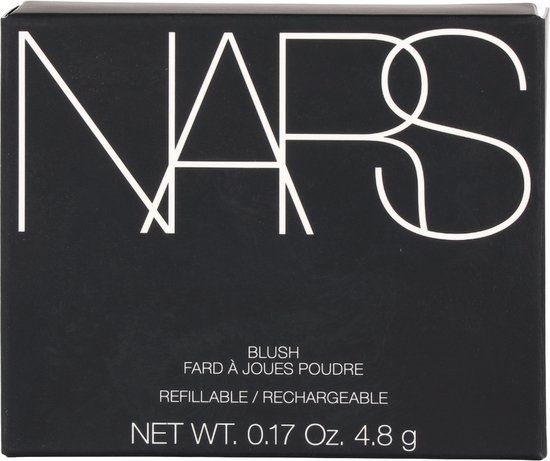 NARS
BLUSH
FARD À JOUES POUDRE
REFILLABLE / RECHARGEABLE
NET WT. 0.17 Oz. 4.8 g